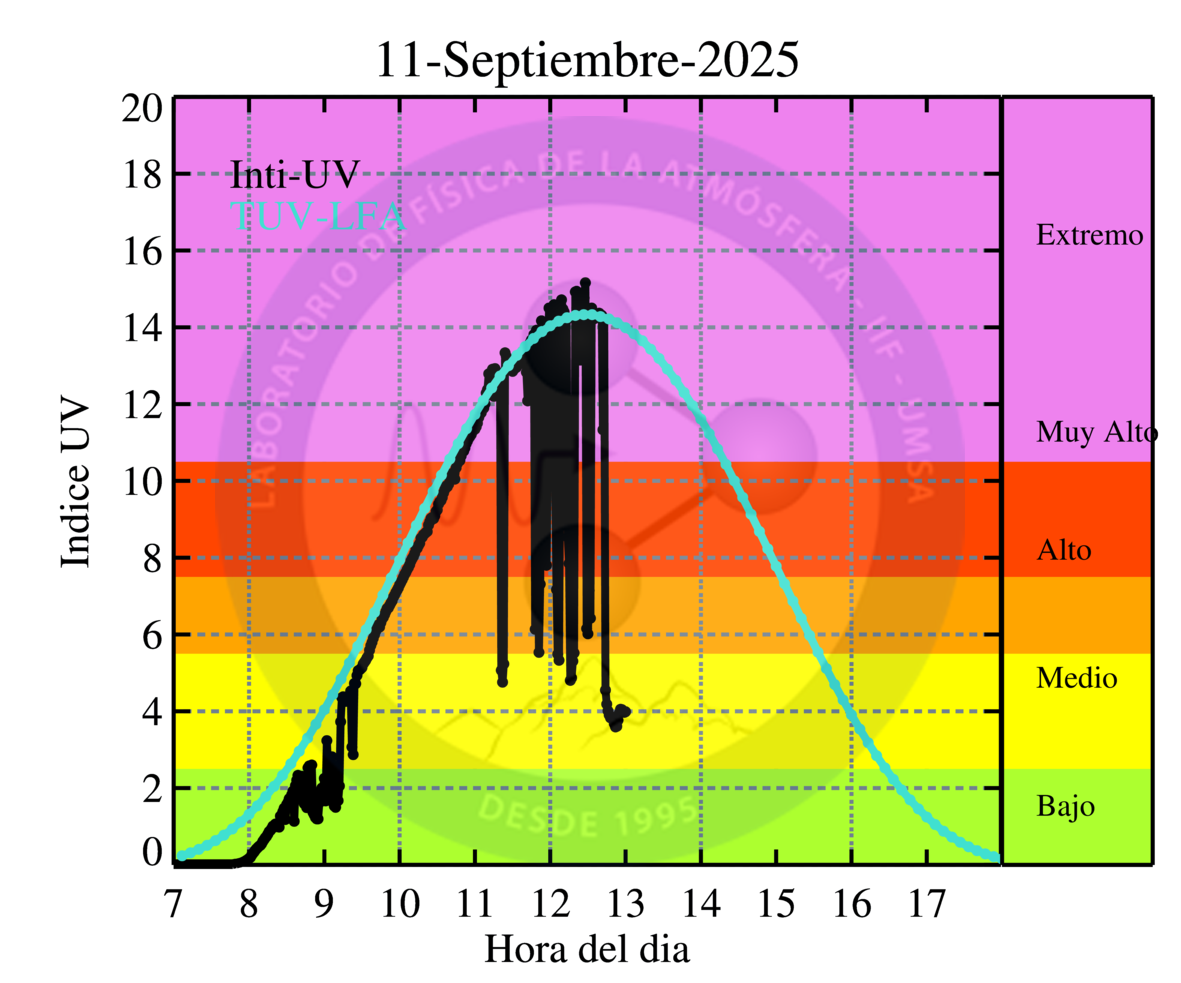 11-Septiembre-2025
20
18
16
14
12
10
8
6
4
2
0
Indice UV
Inti-UV
TUV-LFA
LABORATORIO DE FÍSICA DE LA ATMÓSFERA - IIF - UMSA
DESDE 1995
Extremo
Muy Alto
Alto
Medio
Bajo
7 8 9 10 11 12 13 14 15 16 17
Hora del dia